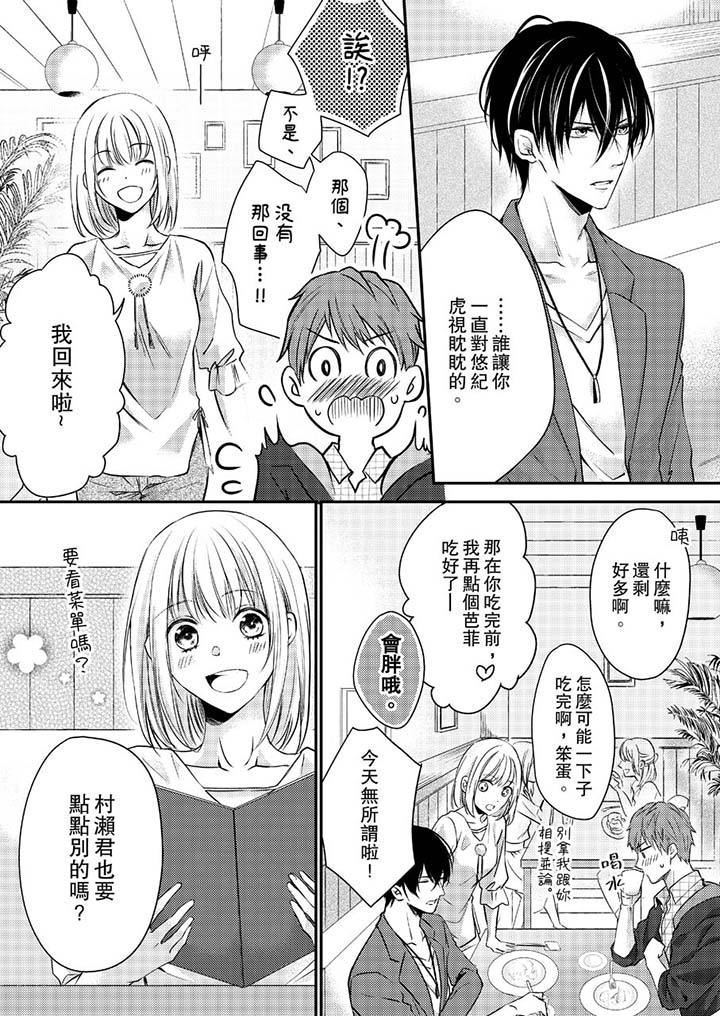 ……誰讓你
一直對悠紀
虎視眈眈的。
誒!?
不是、
那個、
没有
那回事…!!
呼
我回來啦~
咦
什麼嘛，
還剩
好多啊。
怎麼可能一下子
吃完啊，笨蛋。
別拿我跟妳
相提並論。
喝
水
那在你吃完前，
我再點個芭菲
吃好了—♡
會胖哦。
今天無所謂啦！
要看菜單嗎？
村瀨君也要
點點別的嗎？